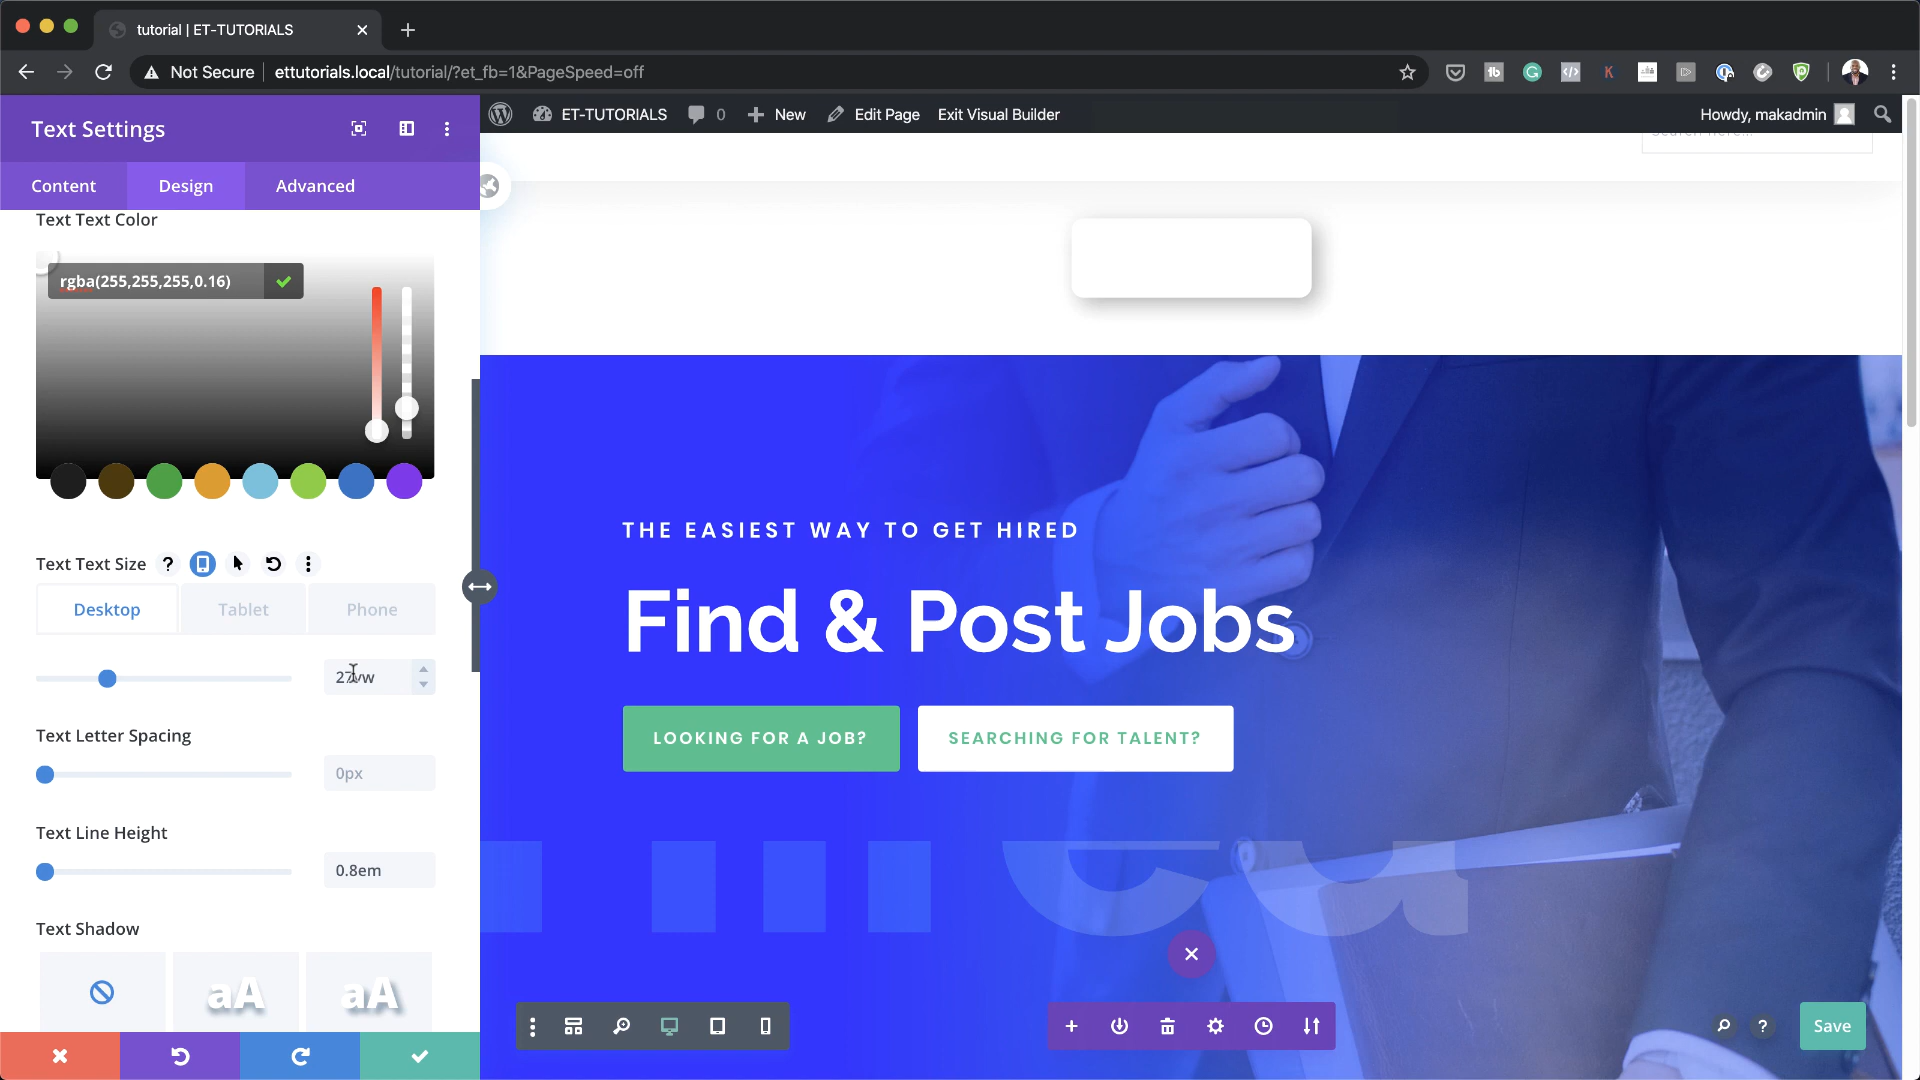 tutorial | ET-TUTORIALS
Not Secure
ettutorials.local/tutorial/?et_fb=1&PageSpeed=off
Text Settings
ET-TUTORIALS
0
New
Edit Page
Exit Visual Builder
Howdy, makadmin
Search here...
Content
Design
Advanced
Text Text Color
rgba(255,255,255,0.16)
Text Text Size
?
Desktop
Tablet
Phone
27vw
Text Letter Spacing
0px
Text Line Height
0.8em
Text Shadow
aA
aA
THE EASIEST WAY TO GET HIRED
Find & Post Jobs
LOOKING FOR A JOB?
SEARCHING FOR TALENT?
?
Save